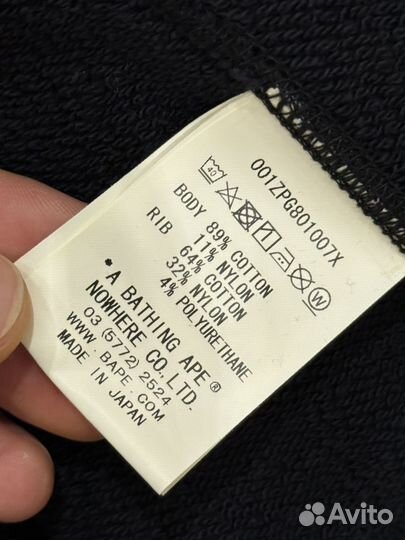 001ZPG801007X
40 W
BODY 89% COTTON
11% NYLON
RIB 64% COTTON
32% NYLON
4% POLYURETHANE
• A BATHING APE®
NOWHERE CO.,LTD.
03 (5772) 2524
WWW.BAPE.COM
MADE IN JAPAN
Avito